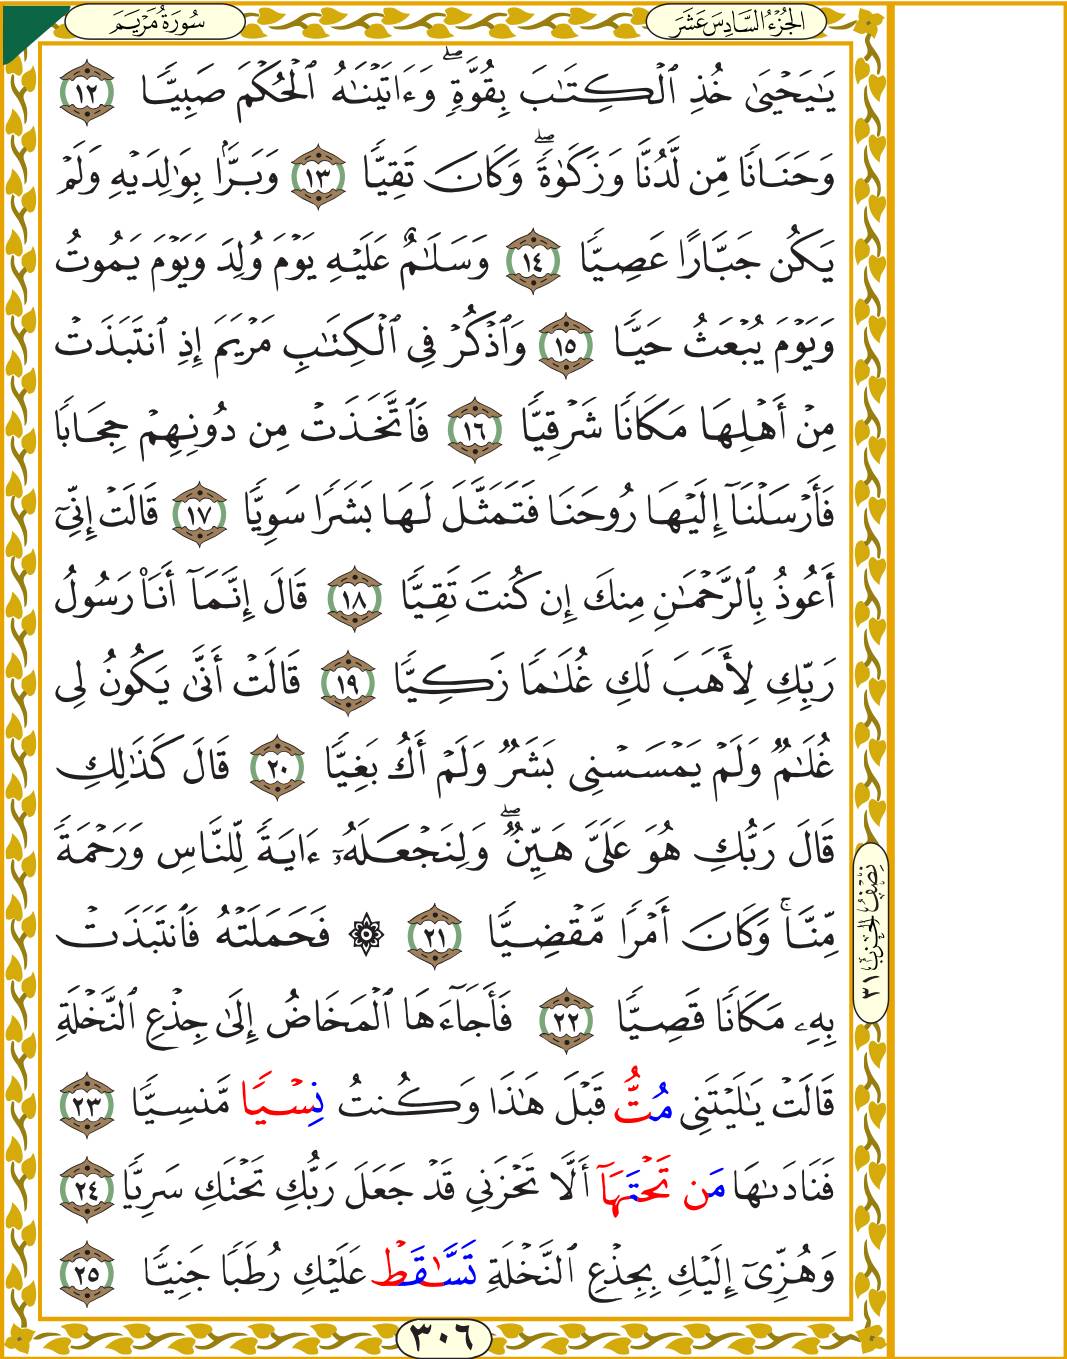 سُورَةُ مَرْيَمَ
الجُزْءُ السَّادِسَ عَشَرَ
يَٰيَحْيَىٰ خُذِ ٱلْكِتَٰبَ بِقُوَّةٍۖ وَءَاتَيْنَٰهُ ٱلْحُكْمَ صَبِيًّا ١٢
وَحَنَانًا مِّن لَّدُنَّا وَزَكَوٰةًۖ وَكَانَ تَقِيًّا ١٣ وَبَرًّۢا بِوَٰلِدَيْهِ وَلَمْ
يَكُن جَبَّارًا عَصِيًّا ١٤ وَسَلَٰمٌ عَلَيْهِ يَوْمَ وُلِدَ وَيَوْمَ يَمُوتُ
وَيَوْمَ يُبْعَثُ حَيًّا ١٥ وَٱذْكُرْ فِى ٱلْكِتَٰبِ مَرْيَمَ إِذِ ٱنتَبَذَتْ
مِنْ أَهْلِهَا مَكَانًا شَرْقِيًّا ١٦ فَٱتَّخَذَتْ مِن دُونِهِمْ حِجَابًا
فَأَرْسَلْنَآ إِلَيْهَا رُوحَنَا فَتَمَثَّلَ لَهَا بَشَرًا سَوِيًّا ١٧ قَالَتْ إِنِّىٓ
أَعُوذُ بِٱلرَّحْمَٰنِ مِنكَ إِن كُنتَ تَقِيًّا ١٨ قَالَ إِنَّمَآ أَنَا۠ رَسُولُ
رَبِّكِ لِأَهَبَ لَكِ غُلَٰمًا زَكِيًّا ١٩ قَالَتْ أَنَّىٰ يَكُونُ لِى
غُلَٰمٌ وَلَمْ يَمْسَسْنِى بَشَرٌ وَلَمْ أَكُ بَغِيًّا ٢٠ قَالَ كَذَٰلِكِ
قَالَ رَبُّكِ هُوَ عَلَىَّ هَيِّنٌۖ وَلِنَجْعَلَهُۥٓ ءَايَةً لِّلنَّاسِ وَرَحْمَةً
مِّنَّاۚ وَكَانَ أَمْرًا مَّقْضِيًّا ٢١ ۞ فَحَمَلَتْهُ فَٱنتَبَذَتْ
بِهِۦ مَكَانًا قَصِيًّا ٢٢ فَأَجَآءَهَا ٱلْمَخَاضُ إِلَىٰ جِذْعِ ٱلنَّخْلَةِ
قَالَتْ يَٰلَيْتَنِى مُتُّ قَبْلَ هَٰذَا وَكُنتُ نِسْيًا مَّنسِيًّا ٢٣
فَنَادَىٰهَا مَن تَحْتَهَآ أَلَّا تَحْزَنِى قَدْ جَعَلَ رَبُّكِ تَحْتَكِ سَرِيًّا ٢٤
وَهُزِّىٓ إِلَيْكِ بِجِذْعِ ٱلنَّخْلَةِ تَسَّٰقَطْ عَلَيْكِ رُطَبًا جَنِيًّا ٢٥
نِصْفُ الحِزْبِ ٣١
٣٠٦